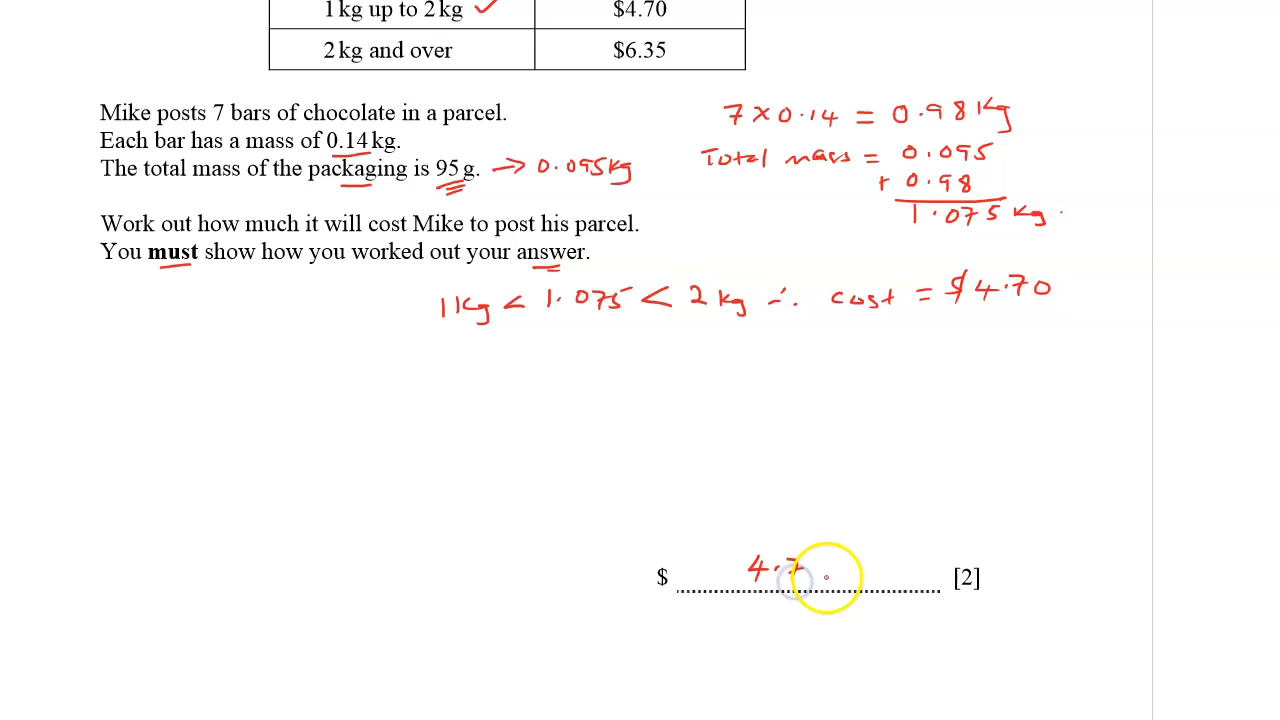 1 kg up to 2 kg ✓ $4.70
2 kg and over $6.35
Mike posts 7 bars of chocolate in a parcel.
Each bar has a mass of 0.14 kg.
The total mass of the packaging is 95 g. → 0.095kg
7 × 0.14 = 0.98 kg
Total mass = 0.095
+ 0.98
1.075 kg.
Work out how much it will cost Mike to post his parcel.
You must show how you worked out your answer.
1 kg < 1.075 < 2 kg ∴ cost = $4.70
$ 4.7 [2]